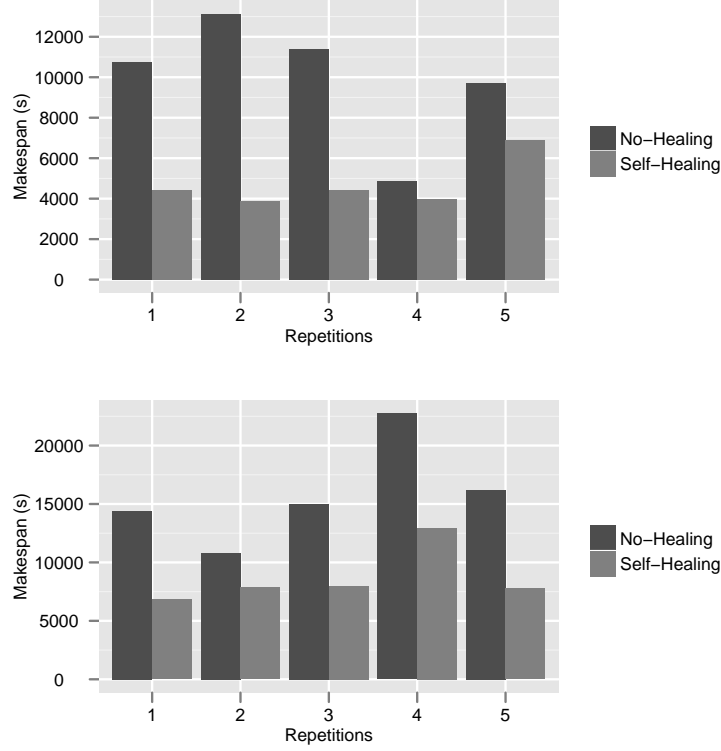 12000
10000
8000
6000
4000
2000
0
Makespan (s)
1 2 3 4 5
Repetitions
No−Healing
Self−Healing
20000
15000
10000
5000
0
Makespan (s)
1 2 3 4 5
Repetitions
No−Healing
Self−Healing